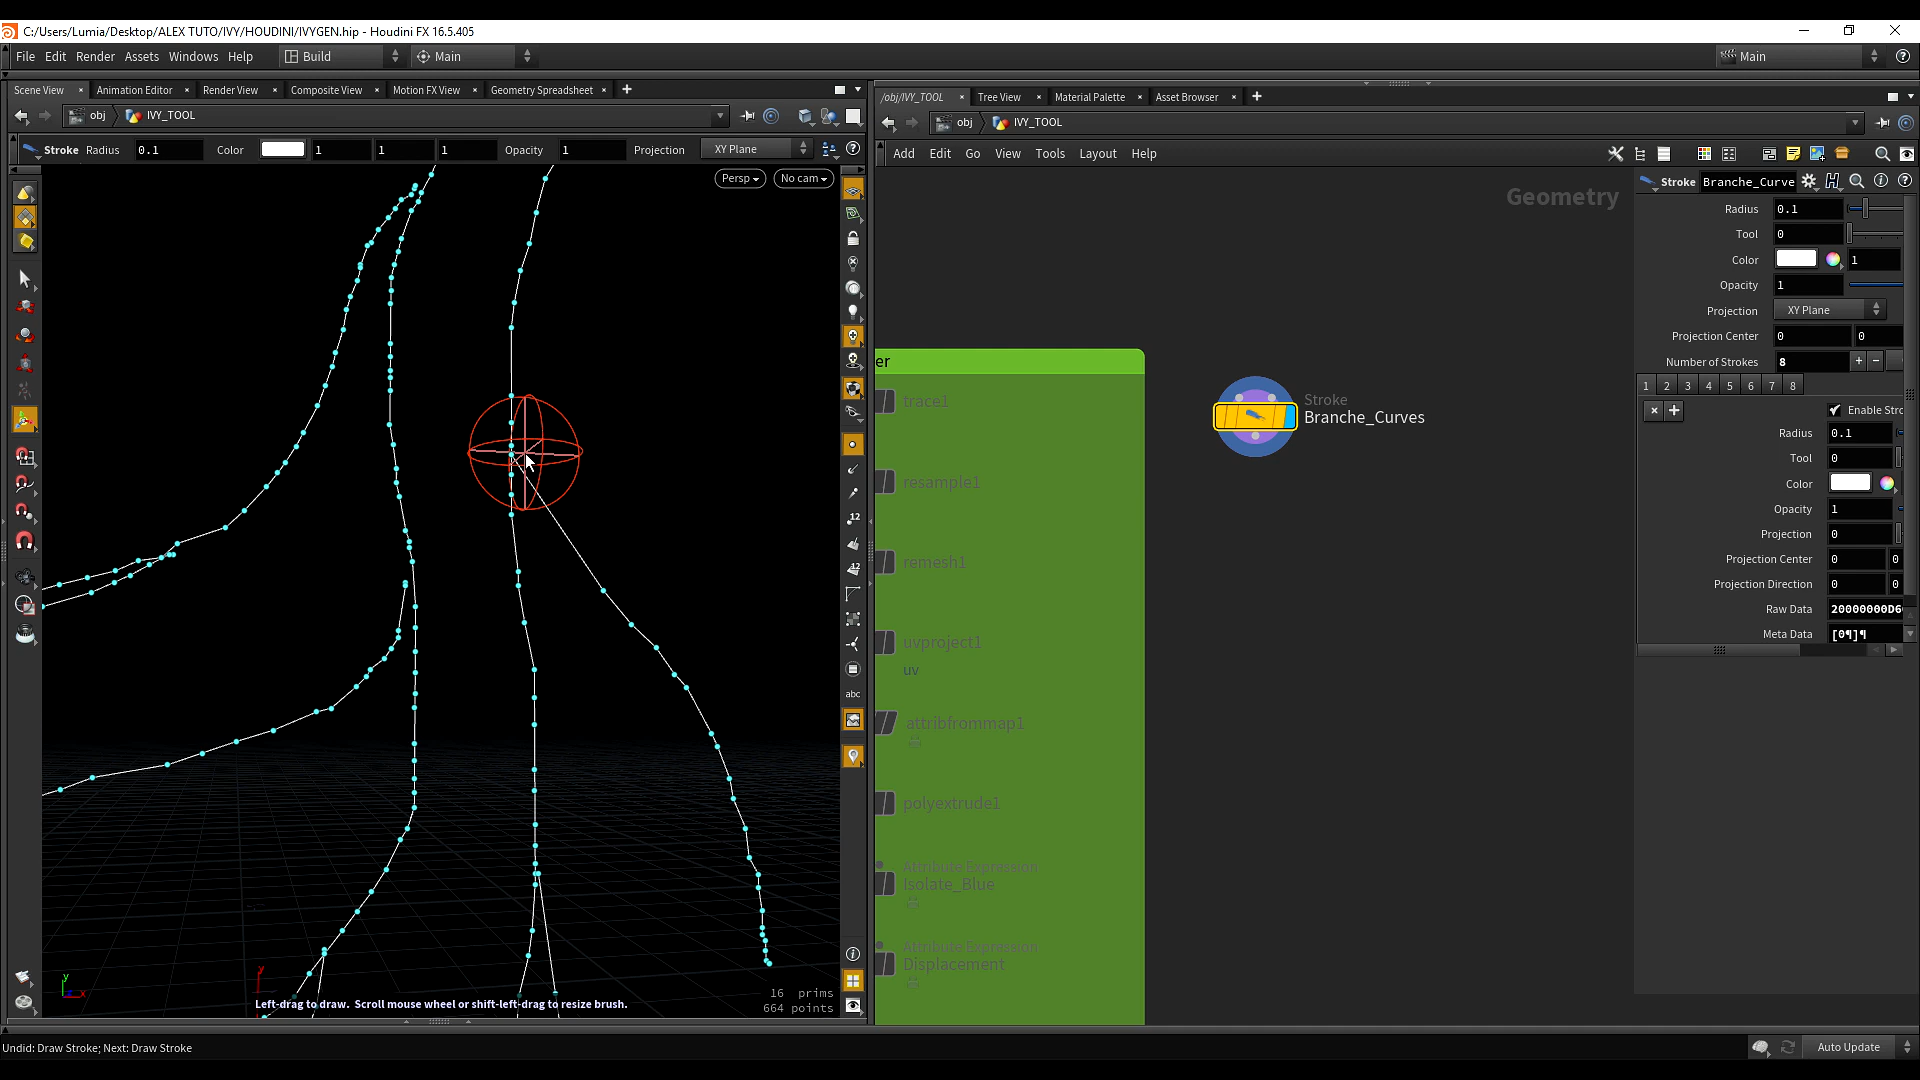 C:/Users/Lumia/Desktop/ALEX TUTO/IVY/HOUDINI/IVYGEN.hip - Houdini FX 16.5.405
File Edit Render Assets Windows Help Build Main Main
Scene View Animation Editor Render View Composite View Motion FX View Geometry Spreadsheet
/obj/IVY_TOOL Tree View Material Palette Asset Browser
obj IVY_TOOL
obj IVY_TOOL
Stroke Radius 0.1 Color 1 1 1 Opacity 1 Projection XY Plane
Add Edit Go View Tools Layout Help
Persp No cam
Geometry
Stroke Branche_Curve
Radius 0.1
Tool 0
Color 1
Opacity 1
Projection XY Plane
Projection Center 0 0
Number of Strokes 8
1 2 3 4 5 6 7 8
Enable Stro
Radius 0.1
Tool 0
Color
Opacity 1
Projection 0
Projection Center 0 0
Projection Direction 0 0
Raw Data 20000000D6
Meta Data [0¶]¶
er
trace1
resample1
remesh1
uvproject1
uv
attribfrommap1
polyextrude1
Attribute Expression
Isolate_Blue
Attribute Expression
Displacement
Stroke
Branche_Curves
12
12
abc
y
x
y
16 prims
664 points
Left-drag to draw. Scroll mouse wheel or shift-left-drag to resize brush.
Undid: Draw Stroke; Next: Draw Stroke
Auto Update